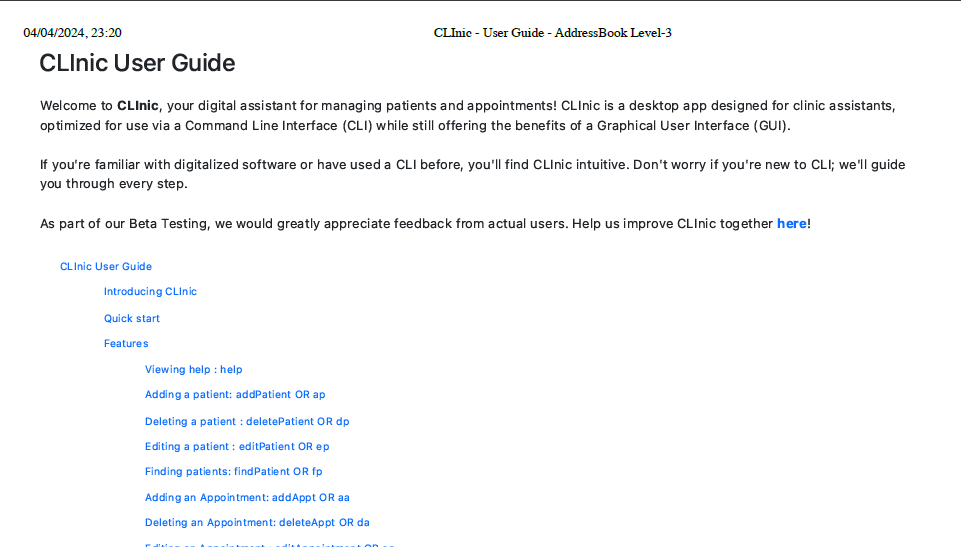 04/04/2024, 23:20
CLInic - User Guide - AddressBook Level-3
CLInic User Guide
Welcome to CLInic, your digital assistant for managing patients and appointments! CLInic is a desktop app designed for clinic assistants,
optimized for use via a Command Line Interface (CLI) while still offering the benefits of a Graphical User Interface (GUI).
If you're familiar with digitalized software or have used a CLI before, you'll find CLInic intuitive. Don't worry if you're new to CLI; we'll guide
you through every step.
As part of our Beta Testing, we would greatly appreciate feedback from actual users. Help us improve CLInic together here!
CLInic User Guide
Introducing CLInic
Quick start
Features
Viewing help : help
Adding a patient: addPatient OR ap
Deleting a patient : deletePatient OR dp
Editing a patient : editPatient OR ep
Finding patients: findPatient OR fp
Adding an Appointment: addAppt OR aa
Deleting an Appointment: deleteAppt OR da